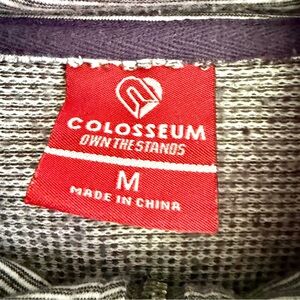 COLOSSEUM
OWN THE STANDS
M
MADE IN CHINA